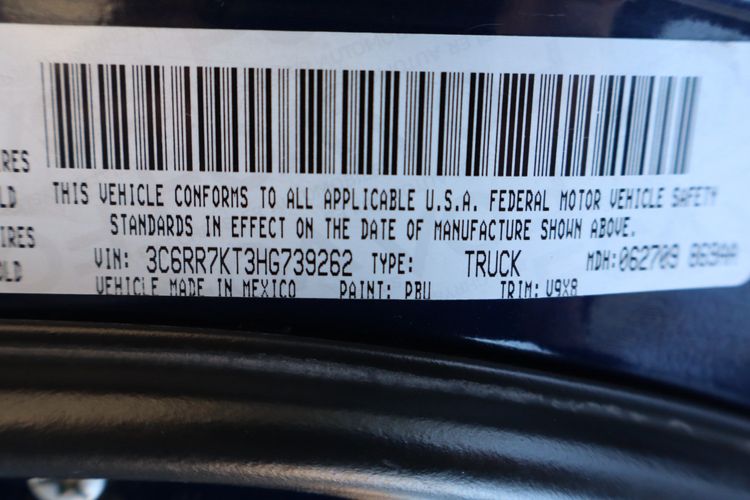 IRES
LD
THIS VEHICLE CONFORMS TO ALL APPLICABLE U.S.A. FEDERAL MOTOR VEHICLE SAFETY
IRES
STANDARDS IN EFFECT ON THE DATE OF MANUFACTURE SHOWN ABOVE.
OLD
VIN: 3C6RR7KT3HG739262 TYPE: TRUCK MDH: 062709
VEHICLE MADE IN MEXICO PAINT: PBU TRIM: V9X8